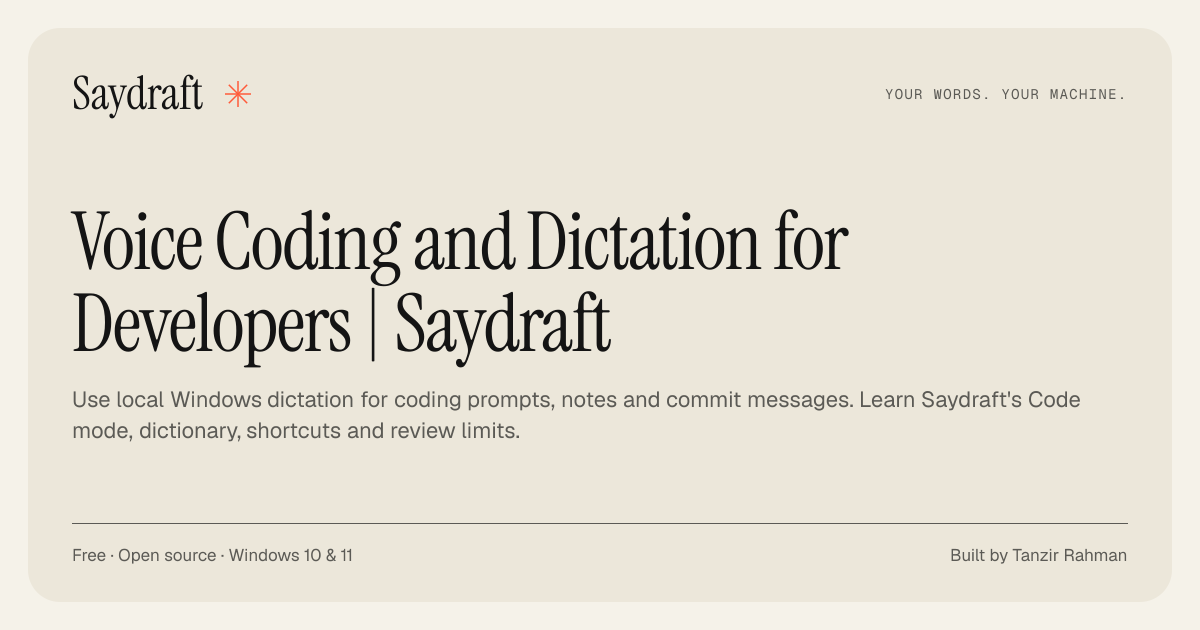 Saydraft
YOUR WORDS. YOUR MACHINE.
Voice Coding and Dictation for
Developers | Saydraft
Use local Windows dictation for coding prompts, notes and commit messages. Learn Saydraft's Code
mode, dictionary, shortcuts and review limits.
Free · Open source · Windows 10 & 11
Built by Tanzir Rahman